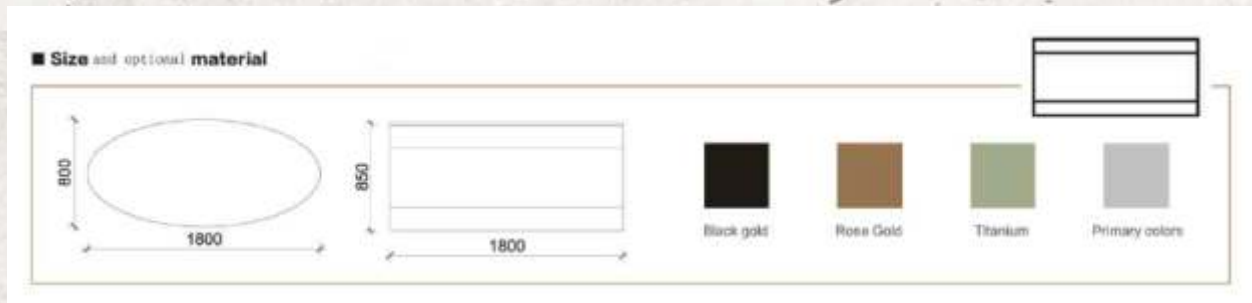 ■ Size and optional material
800
1800
850
1800
Black gold
Rose Gold
Titanium
Primary colors